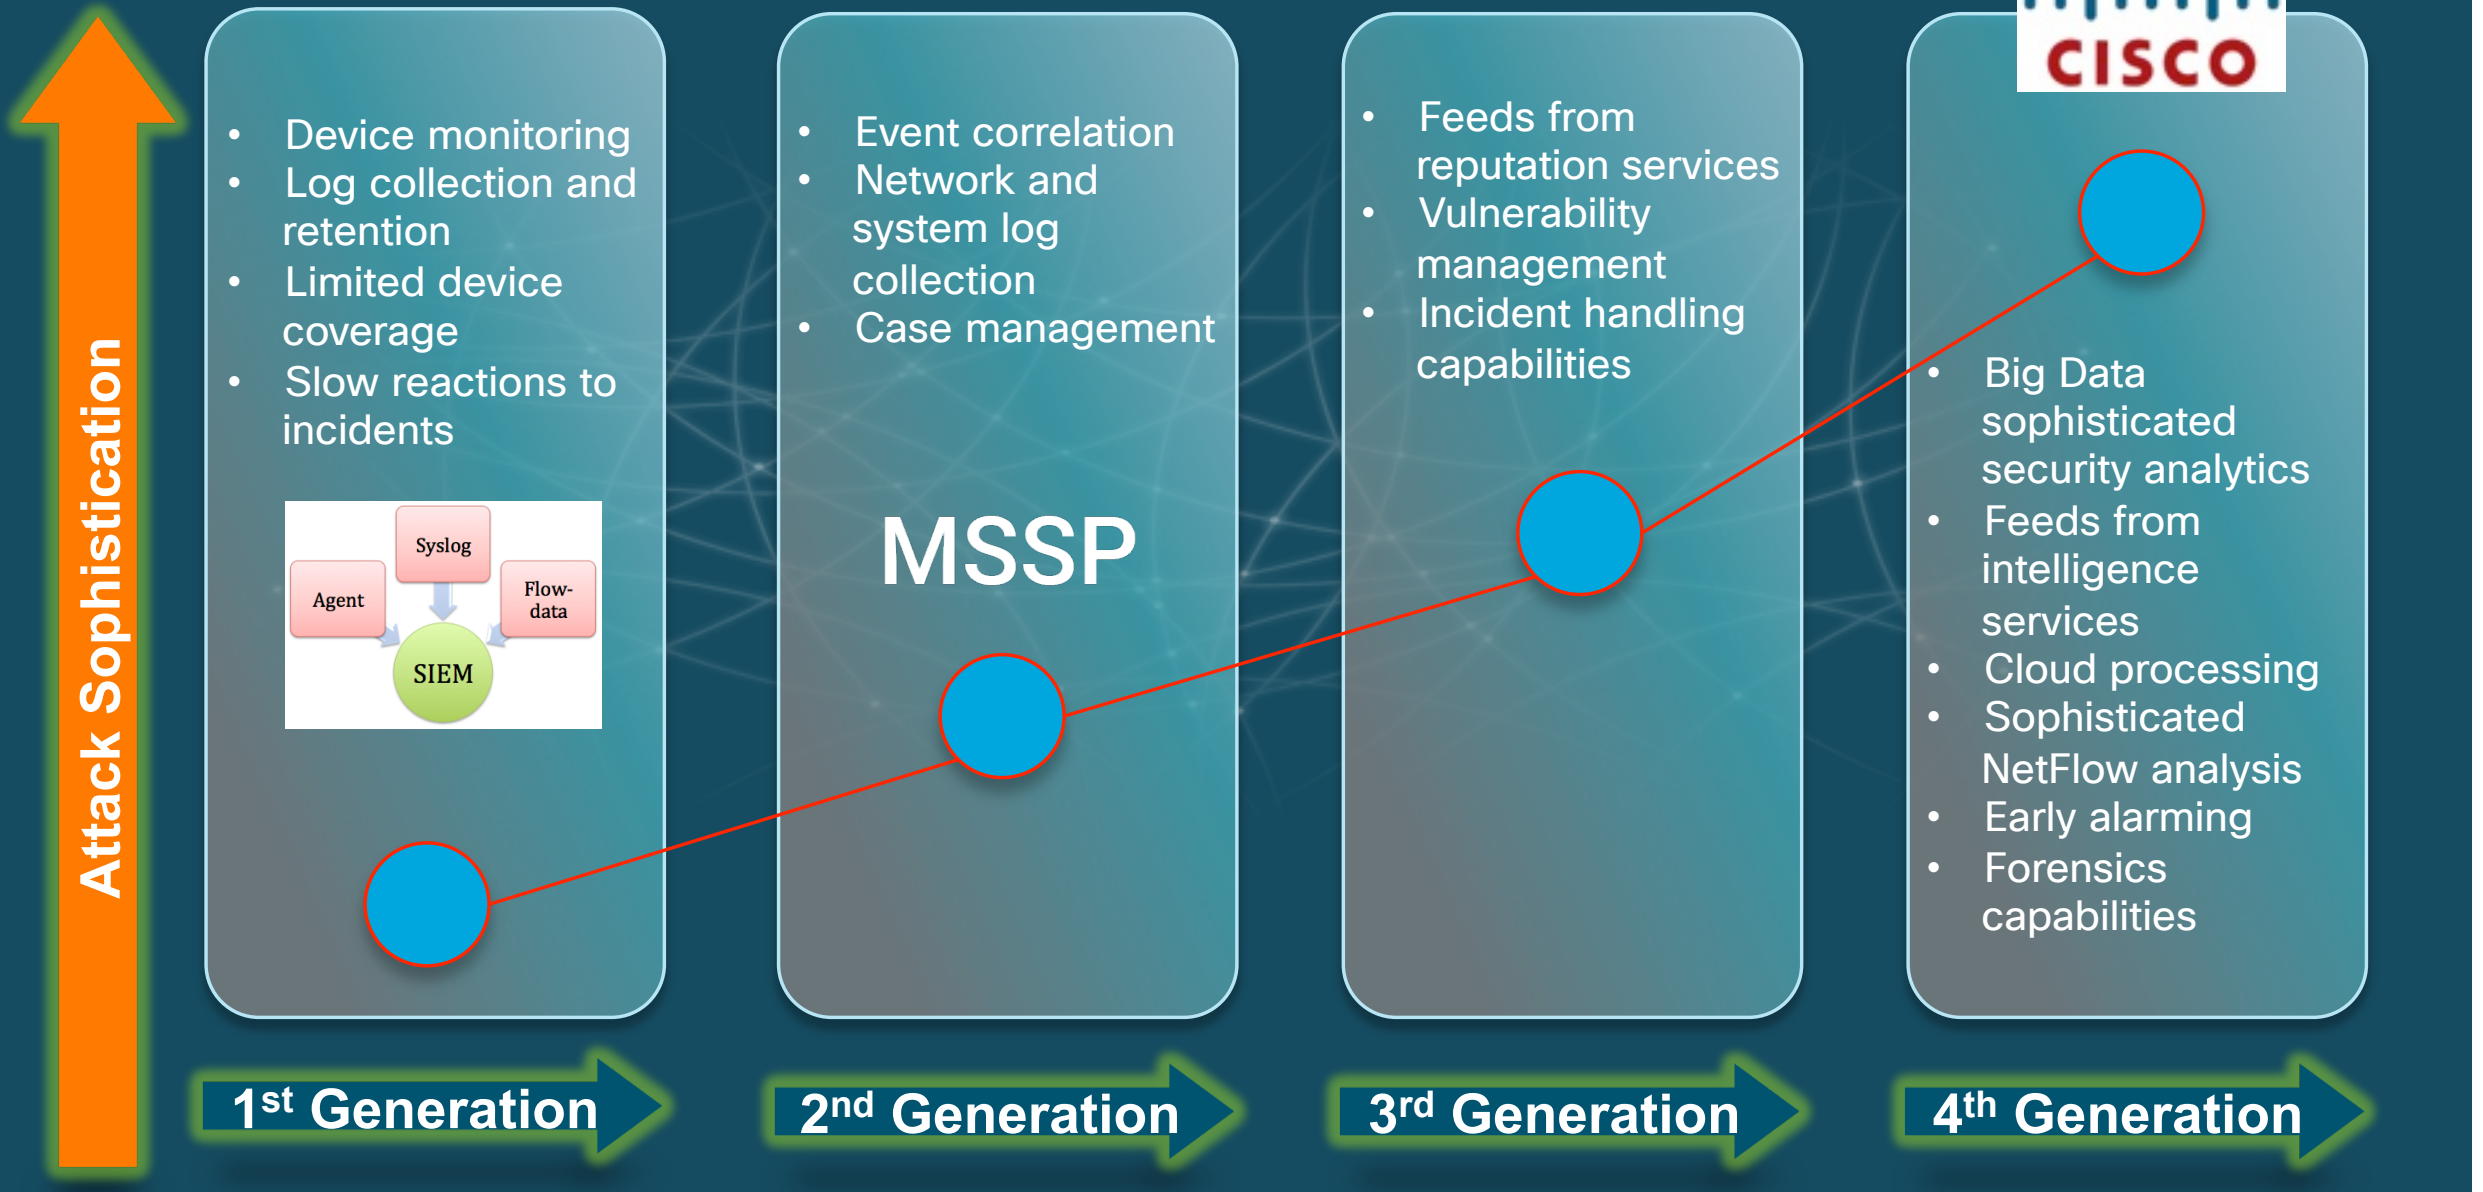 CISCO
Attack Sophistication
• Device monitoring
• Log collection and
retention
• Limited device
coverage
• Slow reactions to
incidents
Syslog
Agent
Flow-
data
SIEM
1st Generation
• Event correlation
• Network and
system log
collection
• Case management
MSSP
2nd Generation
• Feeds from
reputation services
• Vulnerability
management
• Incident handling
capabilities
3rd Generation
• Big Data
sophisticated
security analytics
• Feeds from
intelligence
services
• Cloud processing
• Sophisticated
NetFlow analysis
• Early alarming
• Forensics
capabilities
4th Generation